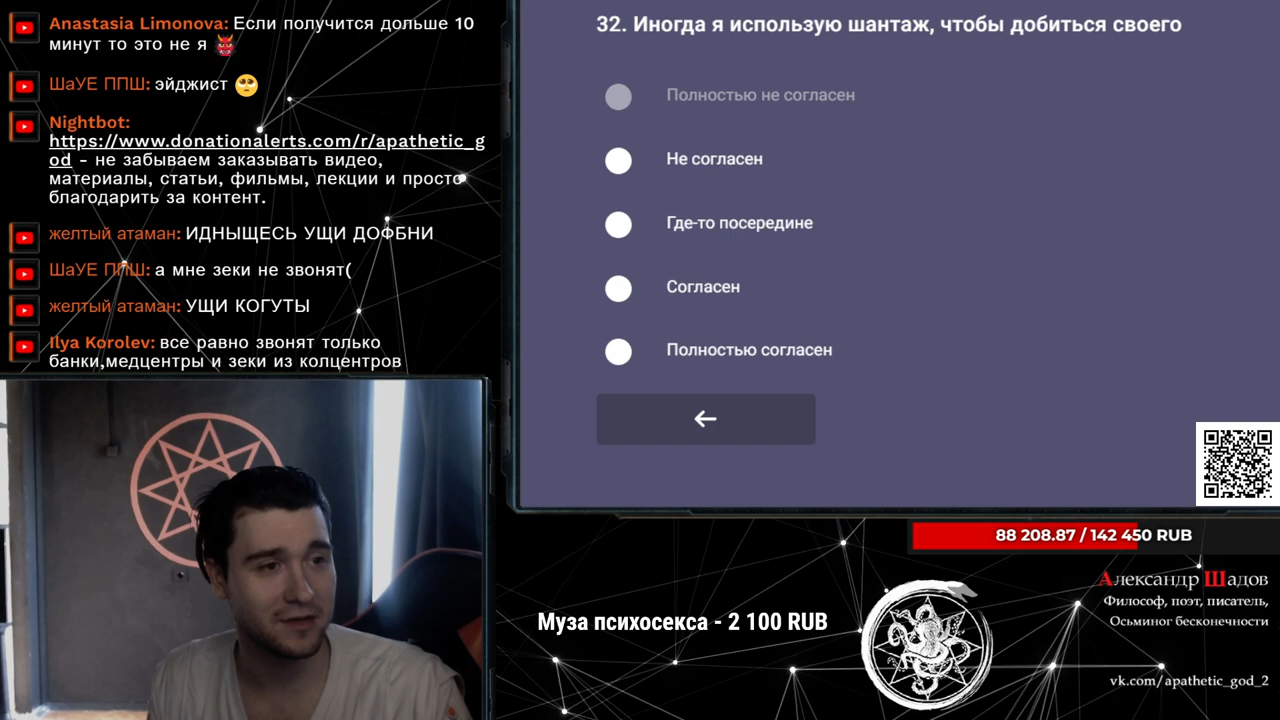 Anastasia Limonova: Если получится дольше 10
минут то это не я
ШаУЕ ППШ: эйджист
Nightbot:
https://www.donationalerts.com/r/apathetic_g
od - не забываем заказывать видео,
материалы, статьи, фильмы, лекции и просто
благодарить за контент.
желтый атаман: ИДНЫЩЕСЬ УЩИ ДОФБНИ
ШаУЕ ППШ: а мне зеки не звонят(
желтый атаман: УЩИ КОГУТЫ
Ilya Korolev: все равно звонят только
банки,медцентры и зеки из колцентров
32. Иногда я использую шантаж, чтобы добиться своего
Полностью не согласен
Не согласен
Где-то посередине
Согласен
Полностью согласен
88 208.87 / 142 450 RUB
Муза психосекса - 2 100 RUB
Александр Шадов
Философ, поэт, писатель,
Осьминог бесконечности
vk.com/apathetic_god_2